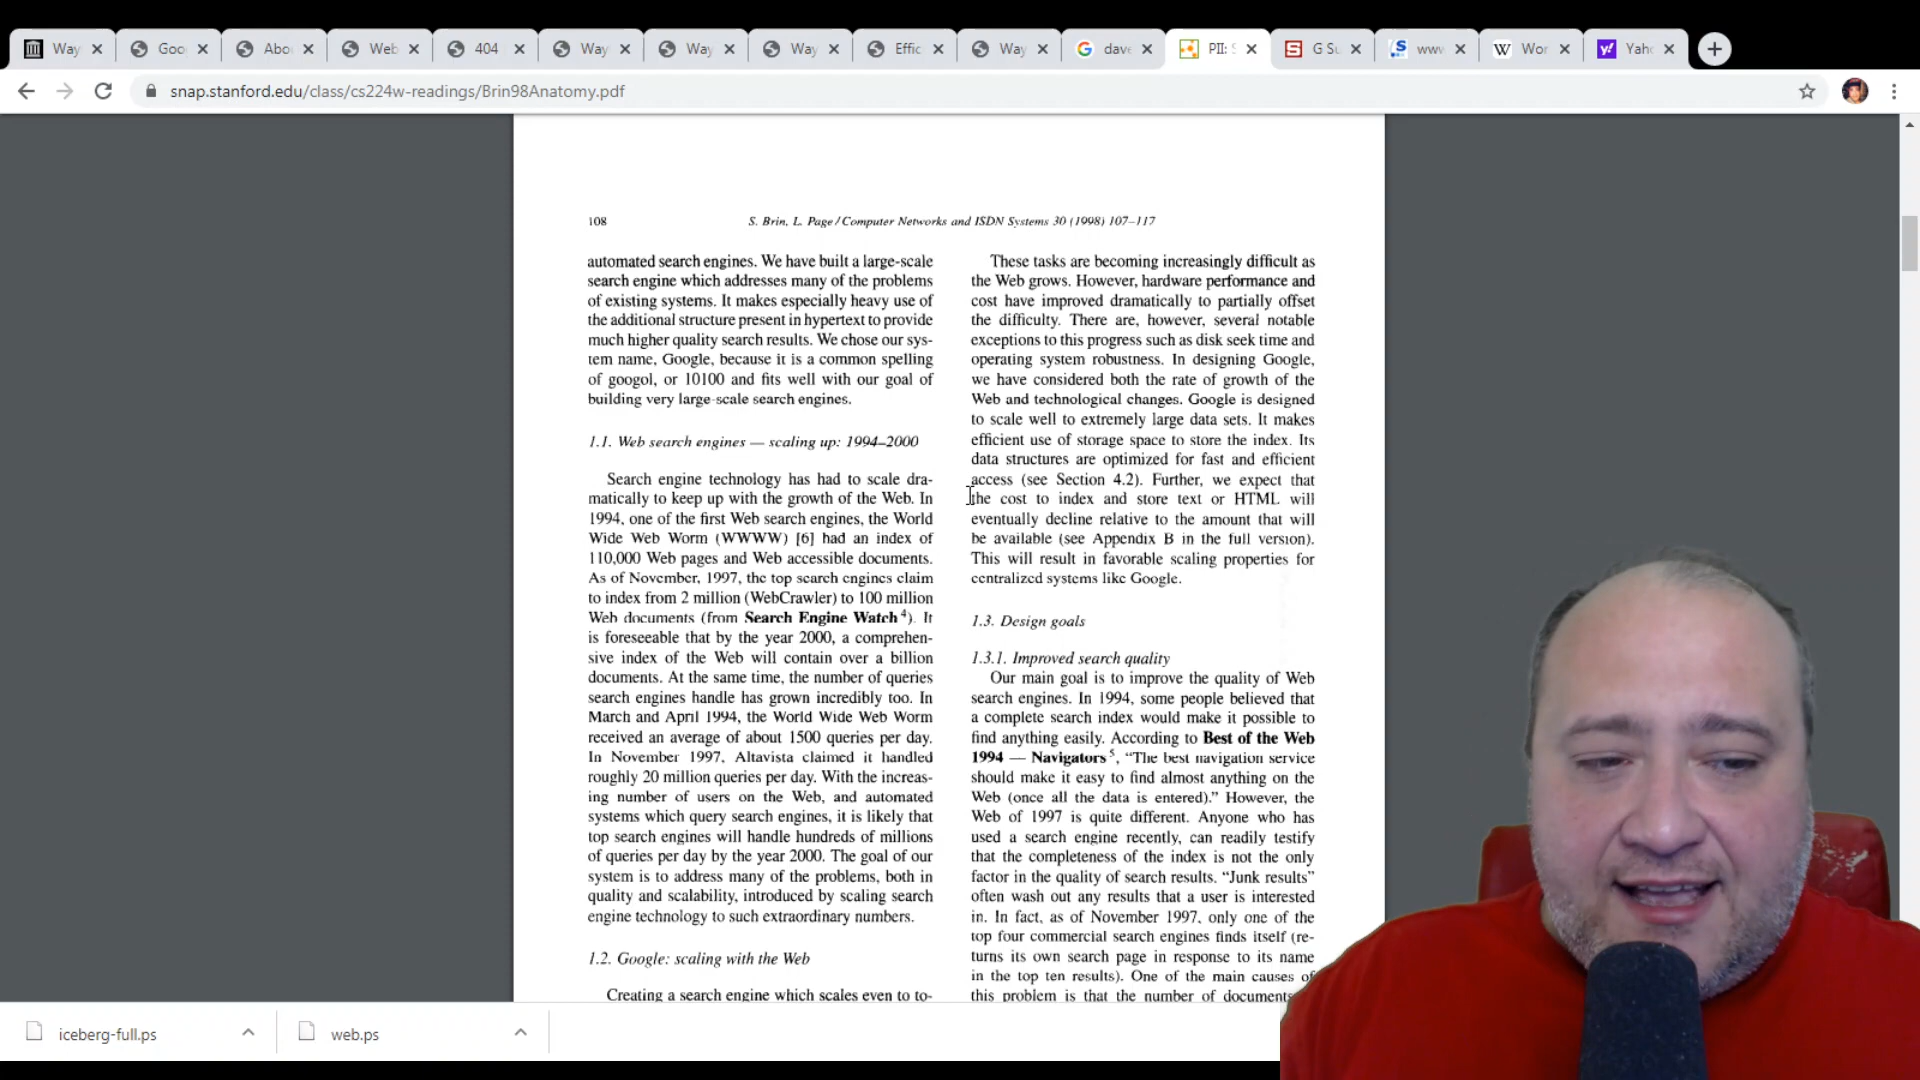 Way
Goo
Abo
Web
404
Way
Way
Way
Effic
Way
dave
PII: S
G Su
www
Wor
Yaho
snap.stanford.edu/class/cs224w-readings/Brin98Anatomy.pdf
108
S. Brin, L. Page/Computer Networks and ISDN Systems 30 (1998) 107–117
automated search engines. We have built a large-scale
search engine which addresses many of the problems
of existing systems. It makes especially heavy use of
the additional structure present in hypertext to provide
much higher quality search results. We chose our sys-
tem name, Google, because it is a common spelling
of googol, or 10100 and fits well with our goal of
building very large-scale search engines.
1.1. Web search engines — scaling up: 1994–2000
Search engine technology has had to scale dra-
matically to keep up with the growth of the Web. In
1994, one of the first Web search engines, the World
Wide Web Worm (WWWW) [6] had an index of
110,000 Web pages and Web accessible documents.
As of November, 1997, the top search engines claim
to index from 2 million (WebCrawler) to 100 million
Web documents (from Search Engine Watch 4). It
is foreseeable that by the year 2000, a comprehen-
sive index of the Web will contain over a billion
documents. At the same time, the number of queries
search engines handle has grown incredibly too. In
March and April 1994, the World Wide Web Worm
received an average of about 1500 queries per day.
In November 1997, Altavista claimed it handled
roughly 20 million queries per day. With the increas-
ing number of users on the Web, and automated
systems which query search engines, it is likely that
top search engines will handle hundreds of millions
of queries per day by the year 2000. The goal of our
system is to address many of the problems, both in
quality and scalability, introduced by scaling search
engine technology to such extraordinary numbers.
1.2. Google: scaling with the Web
Creating a search engine which scales even to to-
These tasks are becoming increasingly difficult as
the Web grows. However, hardware performance and
cost have improved dramatically to partially offset
the difficulty. There are, however, several notable
exceptions to this progress such as disk seek time and
operating system robustness. In designing Google,
we have considered both the rate of growth of the
Web and technological changes. Google is designed
to scale well to extremely large data sets. It makes
efficient use of storage space to store the index. Its
data structures are optimized for fast and efficient
access (see Section 4.2). Further, we expect that
the cost to index and store text or HTML will
eventually decline relative to the amount that will
be available (see Appendix B in the full version).
This will result in favorable scaling properties for
centralized systems like Google.
1.3. Design goals
1.3.1. Improved search quality
Our main goal is to improve the quality of Web
search engines. In 1994, some people believed that
a complete search index would make it possible to
find anything easily. According to Best of the Web
1994 — Navigators 5, “The best navigation service
should make it easy to find almost anything on the
Web (once all the data is entered).” However, the
Web of 1997 is quite different. Anyone who has
used a search engine recently, can readily testify
that the completeness of the index is not the only
factor in the quality of search results. “Junk results”
often wash out any results that a user is interested
in. In fact, as of November 1997, only one of the
top four commercial search engines finds itself (re-
turns its own search page in response to its name
in the top ten results). One of the main causes of
this problem is that the number of documents
iceberg-full.ps
web.ps